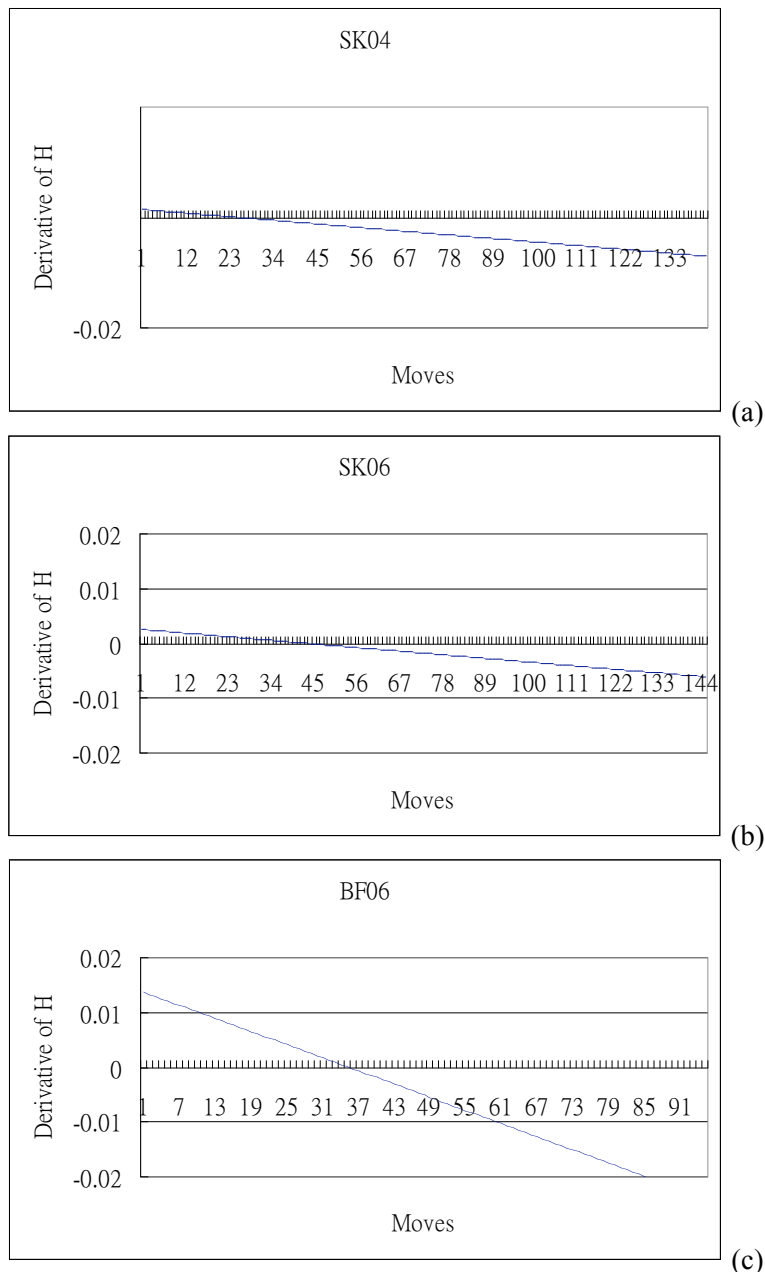 SK04
Derivative of H
1 12 23 34 45 56 67 78 89 100 111 122 133
-0.02
Moves
(a)
SK06
Derivative of H
0.02
0.01
0
1 12 23 34 45 56 67 78 89 100 111 122 133 144
-0.01
-0.02
Moves
(b)
BF06
Derivative of H
0.02
0.01
0
1 7 13 19 25 31 37 43 49 55 61 67 73 79 85 91
-0.01
-0.02
Moves
(c)